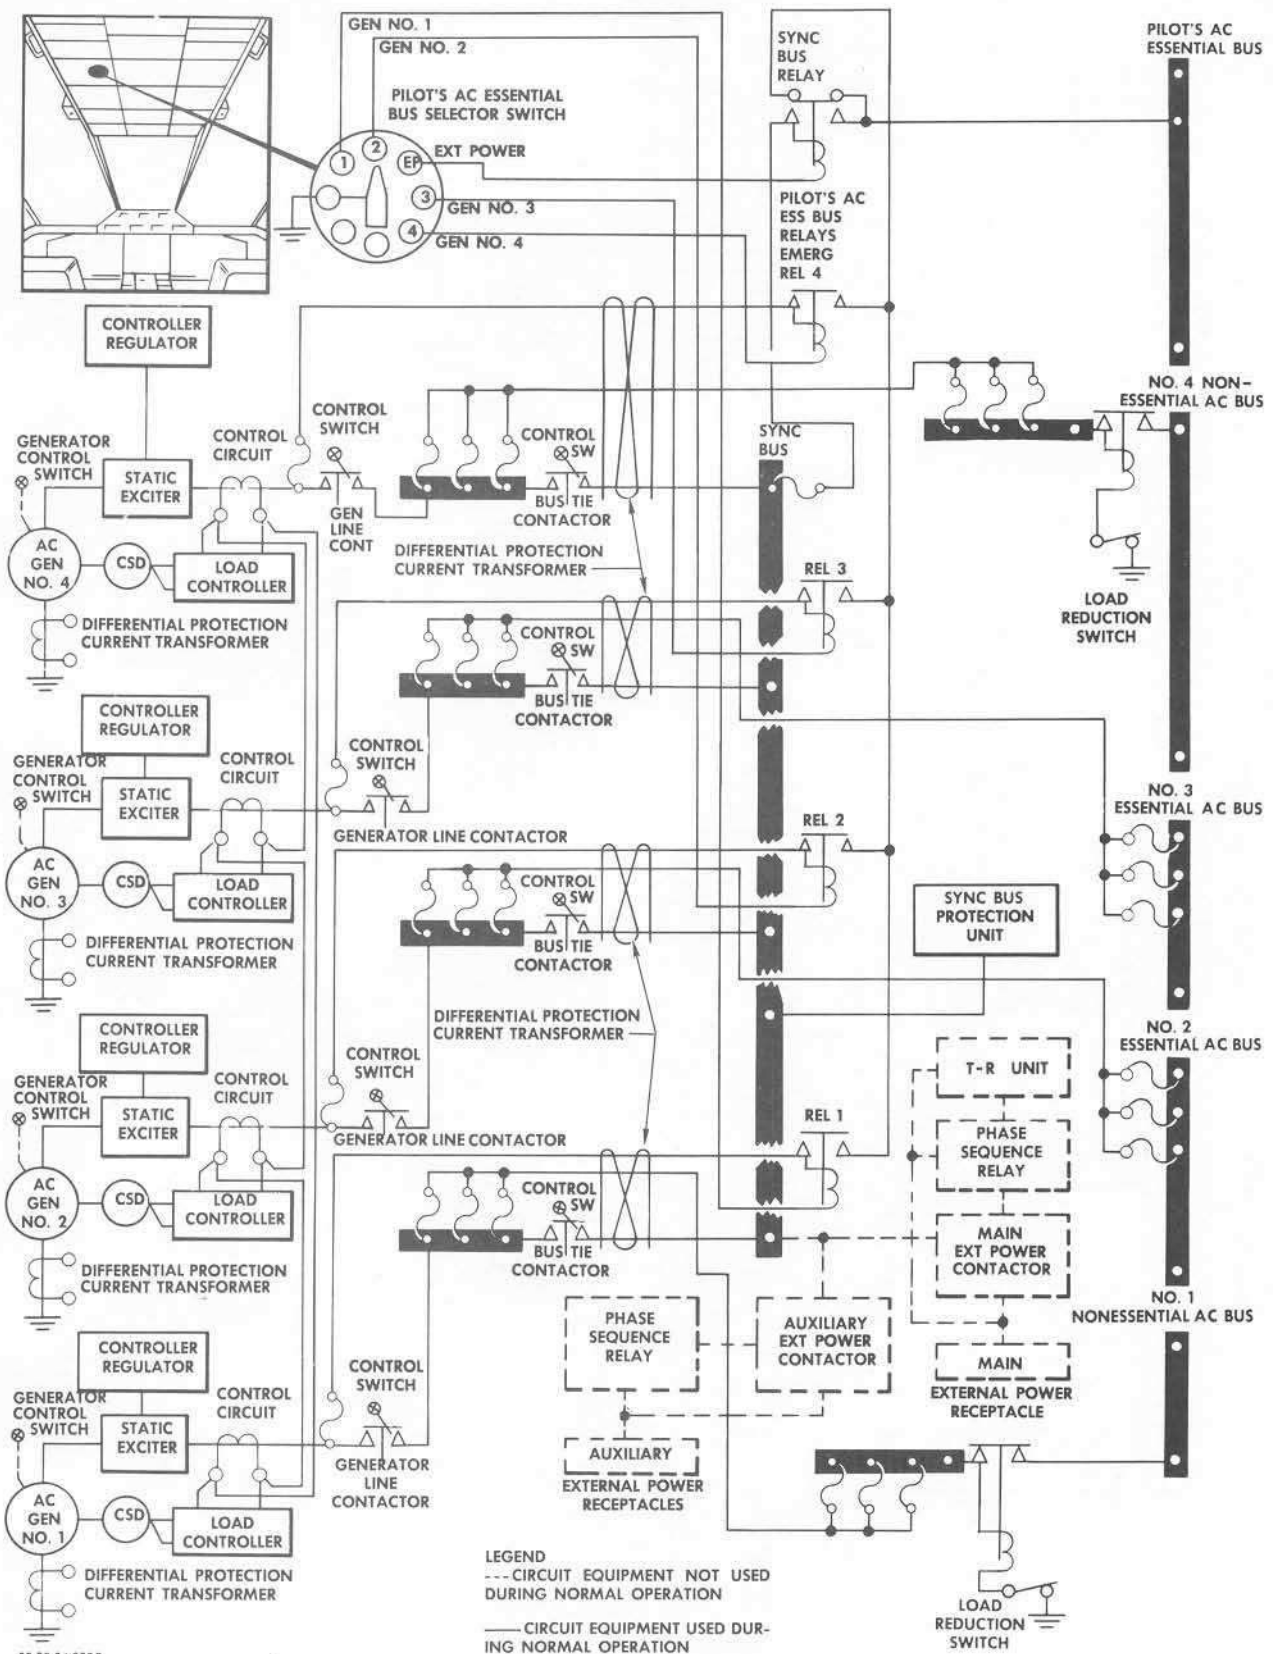 GEN NO. 1
GEN NO. 2
PILOT'S AC ESSENTIAL
BUS SELECTOR SWITCH
1
2
EP
3
4
EXT POWER
GEN NO. 3
GEN NO. 4
SYNC
BUS
RELAY
PILOT'S AC
ESSENTIAL BUS
PILOT'S AC
ESS BUS
RELAYS
EMERG
REL 4
CONTROLLER
REGULATOR
GENERATOR
CONTROL
SWITCH
STATIC
EXCITER
CONTROL
CIRCUIT
CONTROL
SWITCH
GEN
LINE
CONT
CONTROL
SW
BUS TIE
CONTACTOR
SYNC
BUS
NO. 4 NON-
ESSENTIAL AC BUS
AC
GEN
NO. 4
CSD
LOAD
CONTROLLER
DIFFERENTIAL PROTECTION
CURRENT TRANSFORMER
DIFFERENTIAL PROTECTION
CURRENT TRANSFORMER
REL 3
LOAD
REDUCTION
SWITCH
CONTROL
SW
BUS TIE
CONTACTOR
CONTROLLER
REGULATOR
GENERATOR
CONTROL
SWITCH
STATIC
EXCITER
CONTROL
CIRCUIT
CONTROL
SWITCH
GENERATOR LINE CONTACTOR
NO. 3
ESSENTIAL AC BUS
REL 2
AC
GEN
NO. 3
CSD
LOAD
CONTROLLER
CONTROL
SW
BUS TIE
CONTACTOR
SYNC BUS
PROTECTION
UNIT
DIFFERENTIAL PROTECTION
CURRENT TRANSFORMER
DIFFERENTIAL PROTECTION
CURRENT TRANSFORMER
CONTROLLER
REGULATOR
GENERATOR
CONTROL
SWITCH
STATIC
EXCITER
CONTROL
CIRCUIT
CONTROL
SWITCH
GENERATOR LINE CONTACTOR
NO. 2
ESSENTIAL AC BUS
T-R UNIT
REL 1
PHASE
SEQUENCE
RELAY
AC
GEN
NO. 2
CSD
LOAD
CONTROLLER
CONTROL
SW
BUS TIE
CONTACTOR
MAIN
EXT POWER
CONTACTOR
DIFFERENTIAL PROTECTION
CURRENT TRANSFORMER
PHASE
SEQUENCE
RELAY
AUXILIARY
EXT POWER
CONTACTOR
NO. 1
NONESSENTIAL AC BUS
MAIN
EXTERNAL POWER
RECEPTACLE
CONTROLLER
REGULATOR
GENERATOR
CONTROL
SWITCH
STATIC
EXCITER
CONTROL
CIRCUIT
CONTROL
SWITCH
GENERATOR
LINE
CONTACTOR
AUXILIARY
EXTERNAL POWER
RECEPTACLES
AC
GEN
NO. 1
CSD
LOAD
CONTROLLER
DIFFERENTIAL PROTECTION
CURRENT TRANSFORMER
LEGEND
--- CIRCUIT EQUIPMENT NOT USED
DURING NORMAL OPERATION
—— CIRCUIT EQUIPMENT USED DUR-
ING NORMAL OPERATION
LOAD
REDUCTION
SWITCH